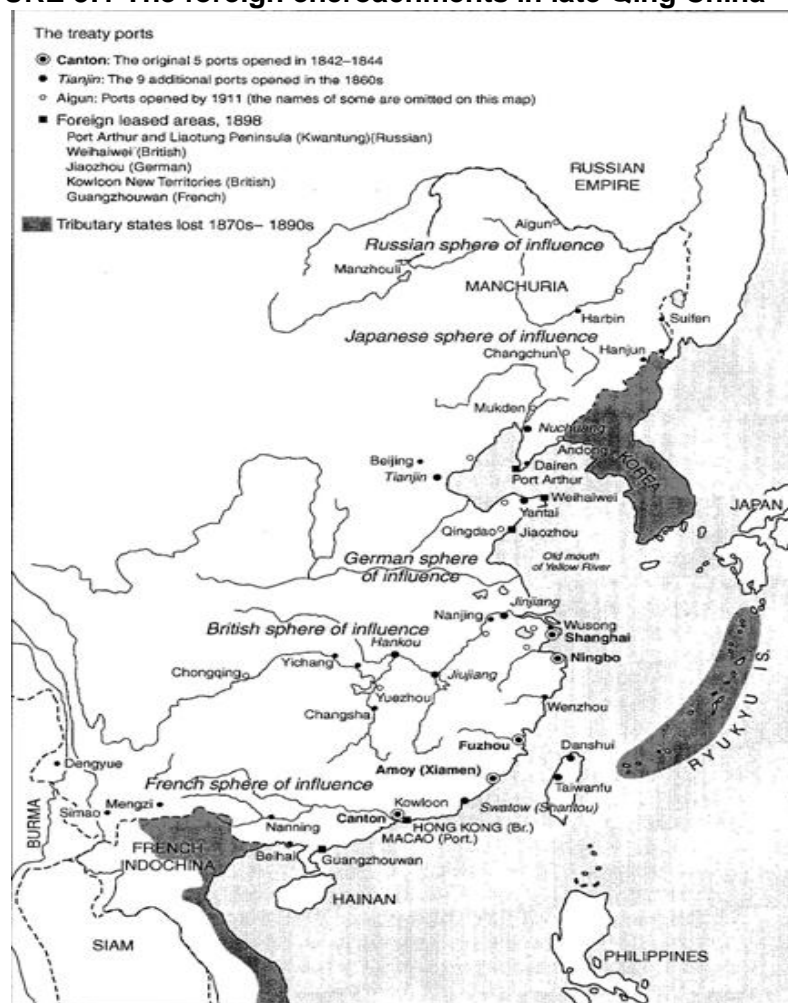 The foreign encroachments in late Qing China
The treaty ports
Canton: The original 5 ports opened in 1842–1844
Tianjin: The 9 additional ports opened in the 1860s
Aigun: Ports opened by 1911 (the names of some are omitted on this map)
Foreign leased areas, 1898
Port Arthur and Liaotung Peninsula (Kwantung)(Russian)
Weihaiwei (British)
Jiaozhou (German)
Kowloon New Territories (British)
Guangzhouwan (French)
Tributary states lost 1870s– 1890s
RUSSIAN
EMPIRE
Aigun
Russian sphere of influence
Manzhouli
MANCHURIA
Harbin
Suifen
Japanese sphere of influence
Changchun
Hanjun
Mukden
Nuchuang
Andong
KOREA
Beijing
Tianjin
Dairen
Port Arthur
Weihaiwei
Yantai
JAPAN
Qingdao
Jiaozhou
German sphere
of influence
Old mouth
of Yellow River
Jinjiang
Nanjing
Wusong
Shanghai
British sphere of influence
Hankou
Ningbo
Chongqing
Yichang
Jiujiang
Yuezhou
Changsha
Wenzhou
RYUKYU IS.
Fuzhou
Danshui
Dengyue
Amoy (Xiamen)
French sphere of influence
Kowloon
Taiwanfu
Swatow (Shantou)
Simao
Mengzi
Canton
HONG KONG (Br.)
MACAO (Port.)
BURMA
Nanning
FRENCH
INDOCHINA
Beihai
Guangzhouwan
HAINAN
SIAM
PHILIPPINES